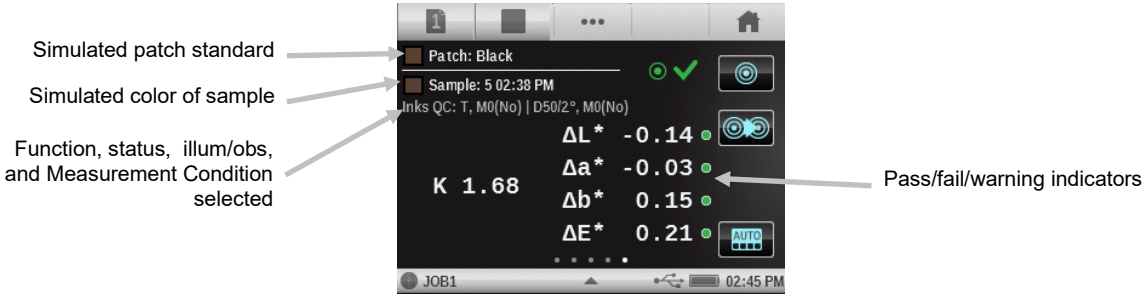 1
•••
Simulated patch standard
Patch: Black
Simulated color of sample
Sample: 5 02:38 PM
Inks QC: T, M0(No) | D50/2°, M0(No)
Function, status, illum/obs,
and Measurement Condition
selected
K 1.68
ΔL* -0.14
Δa* -0.03
Δb* 0.15
ΔE* 0.21
Pass/fail/warning indicators
AUTO
JOB1
02:45 PM